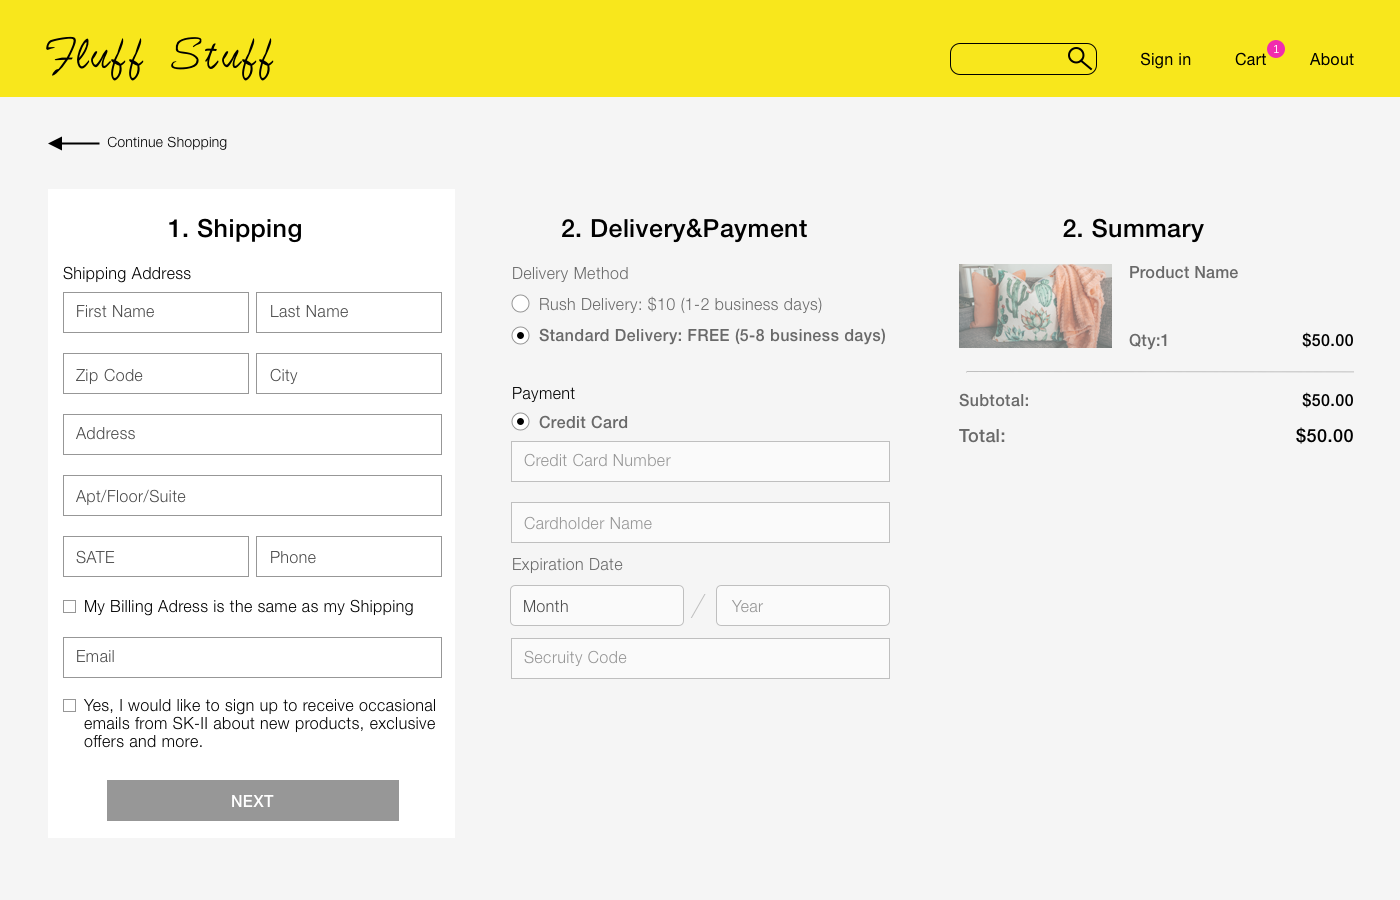 Fluff Stuff
Sign in
Cart
1
About
Continue Shopping
1. Shipping
Shipping Address
First Name
Last Name
Zip Code
City
Address
Apt/Floor/Suite
SATE
Phone
My Billing Adress is the same as my Shipping
Email
Yes, I would like to sign up to receive occasional
emails from SK-II about new products, exclusive
offers and more.
NEXT
2. Delivery&Payment
Delivery Method
Rush Delivery: $10 (1-2 business days)
Standard Delivery: FREE (5-8 business days)
Payment
Credit Card
Credit Card Number
Cardholder Name
Expiration Date
Month
/
Year
Secruity Code
2. Summary
Product Name
Qty:1
$50.00
Subtotal:
$50.00
Total:
$50.00